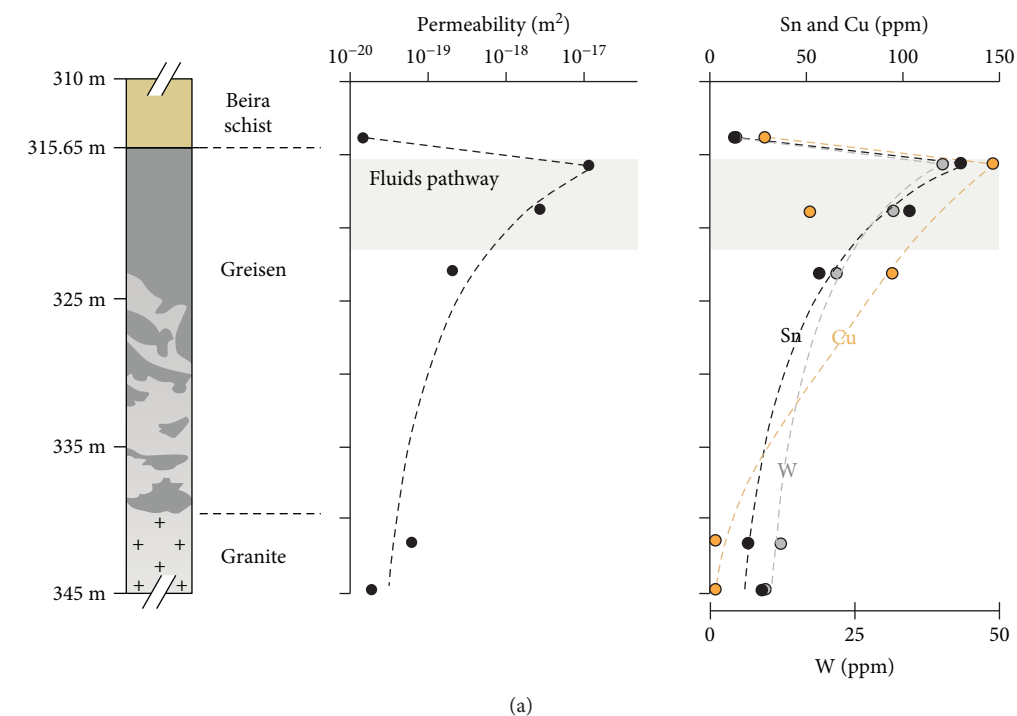 Permeability (m²)
10⁻²⁰ 10⁻¹⁹ 10⁻¹⁸ 10⁻¹⁷
Sn and Cu (ppm)
0 50 100 150
310 m
Beira
schist
315.65 m
Fluids pathway
Greisen
325 m
Sn
Cu
335 m
W
Granite
345 m
0 25 50
W (ppm)
(a)